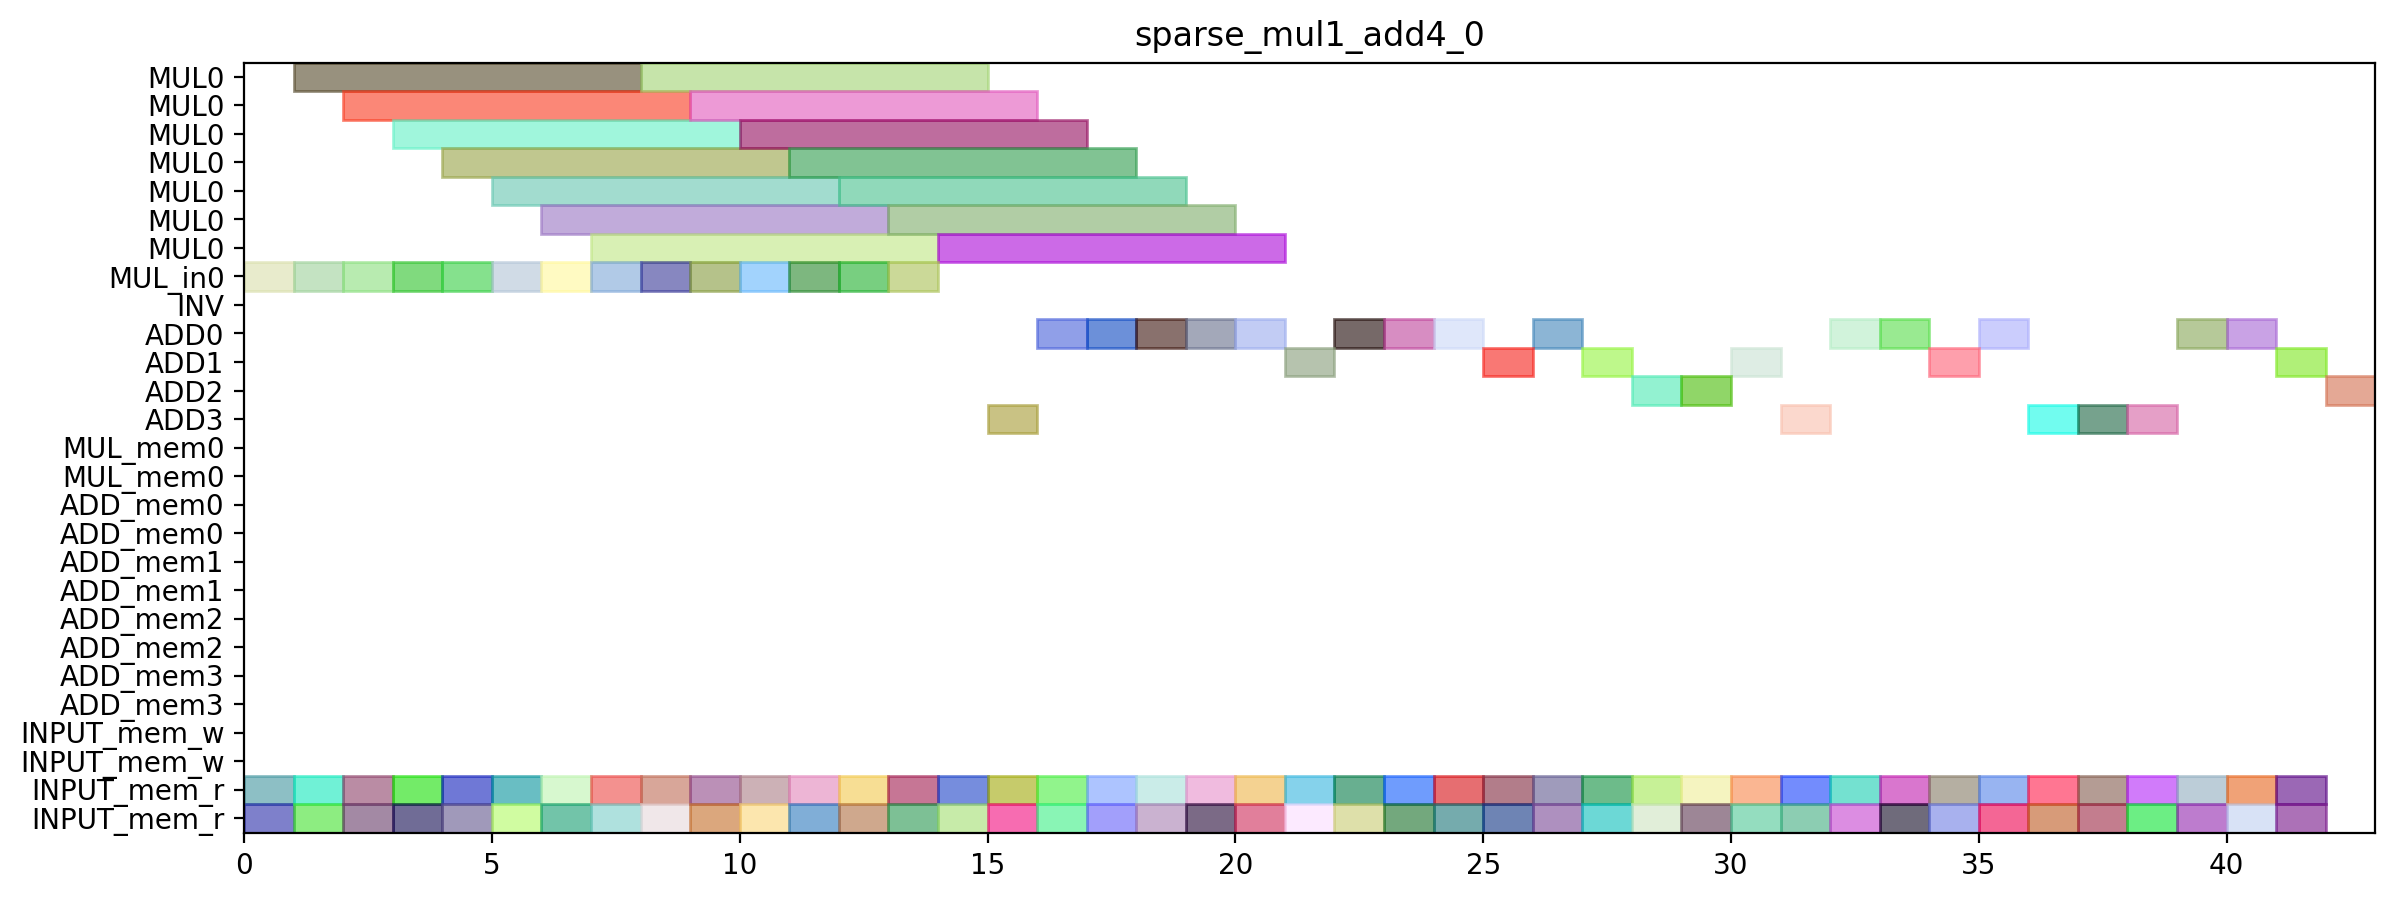 sparse_mul1_add4_0
MUL0
MUL0
MUL0
MUL0
MUL0
MUL0
MUL0
MUL_in0
INV
ADD0
ADD1
ADD2
ADD3
MUL_mem0
MUL_mem0
ADD_mem0
ADD_mem0
ADD_mem1
ADD_mem1
ADD_mem2
ADD_mem2
ADD_mem3
ADD_mem3
INPUT_mem_w
INPUT_mem_w
INPUT_mem_r
INPUT_mem_r
0 5 10 15 20 25 30 35 40